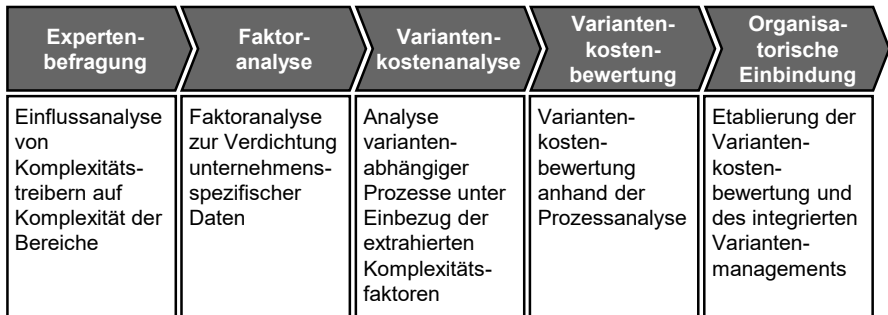 Experten-
befragung
Faktor-
analyse
Varianten-
kostenanalyse
Varianten-
kosten-
bewertung
Organisa-
torische
Einbindung
Einflussanalyse
von
Komplexitäts-
treibern auf
Komplexität der
Bereiche
Faktoranalyse
zur Verdichtung
unternehmens-
spezifischer
Daten
Analyse
varianten-
abhängiger
Prozesse unter
Einbezug der
extrahierten
Komplexitäts-
faktoren
Varianten-
kosten-
bewertung
anhand der
Prozessanalyse
Etablierung der
Varianten-
kosten-
bewertung und
des integrierten
Varianten-
managements